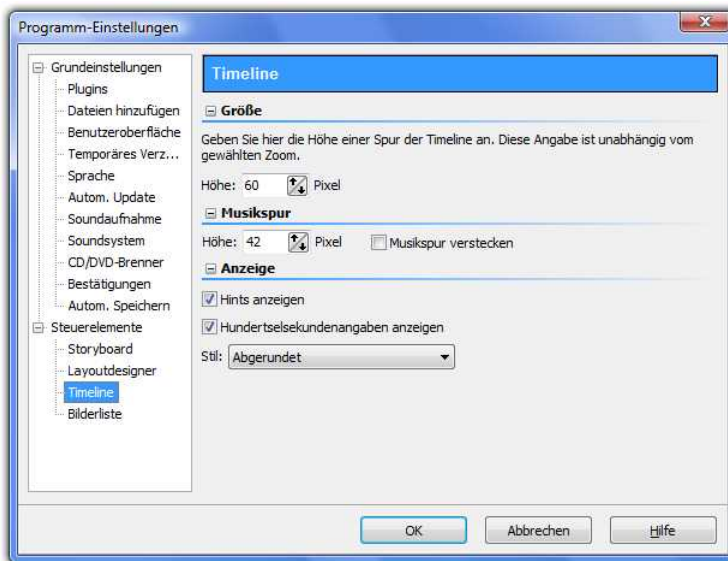 Programm-Einstellungen
Grundeinstellungen
Plugins
Dateien hinzufügen
Benutzeroberfläche
Temporäres Verz...
Sprache
Autom. Update
Soundaufnahme
Soundsystem
CD/DVD-Brenner
Bestätigungen
Autom. Speichern
Steuerelemente
Storyboard
Layoutdesigner
Timeline
Bilderliste
Timeline
Größe
Geben Sie hier die Höhe einer Spur der Timeline an. Diese Angabe ist unabhängig vom
gewählten Zoom.
Höhe: 60 Pixel
Musikspur
Höhe: 42 Pixel Musikspur verstecken
Anzeige
Hints anzeigen
Hundertselsekundenangaben anzeigen
Stil: Abgerundet
OK Abbrechen Hilfe